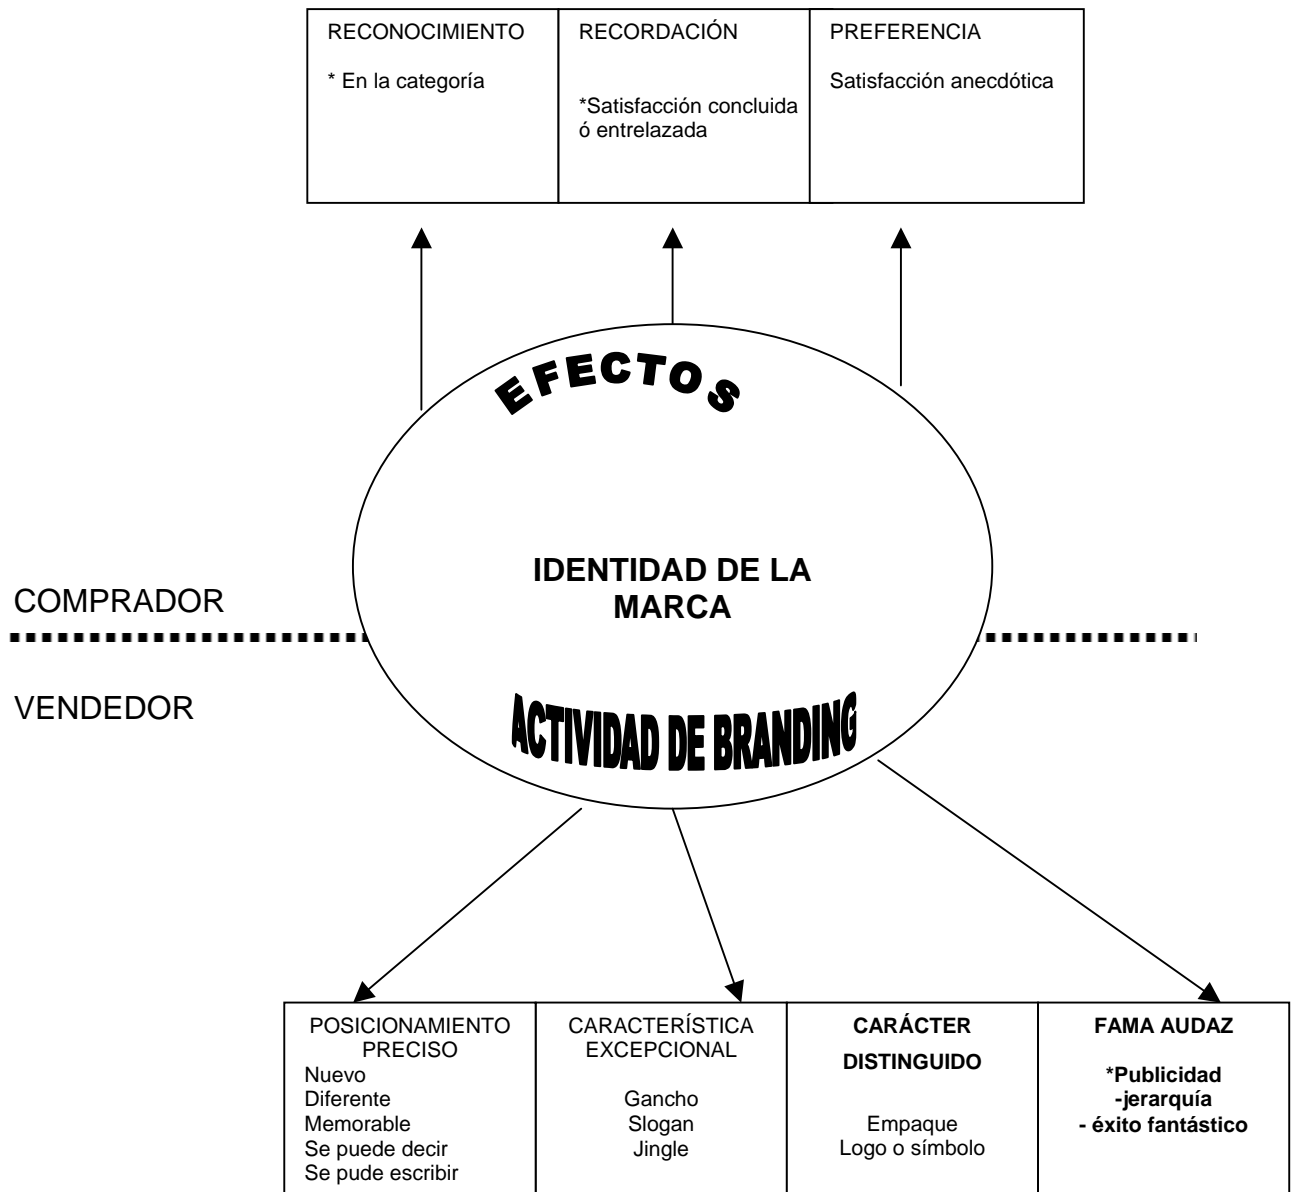 RECONOCIMIENTO
* En la categoría
RECORDACIÓN
*Satisfacción concluida
ó entrelazada
PREFERENCIA
Satisfacción anecdótica
EFECTOS
IDENTIDAD DE LA
MARCA
COMPRADOR
VENDEDOR
ACTIVIDAD DE BRANDING
POSICIONAMIENTO
PRECISO
Nuevo
Diferente
Memorable
Se puede decir
Se pude escribir
CARACTERÍSTICA
EXCEPCIONAL
Gancho
Slogan
Jingle
CARÁCTER
DISTINGUIDO
Empaque
Logo o símbolo
FAMA AUDAZ
*Publicidad
-jerarquía
- éxito fantástico